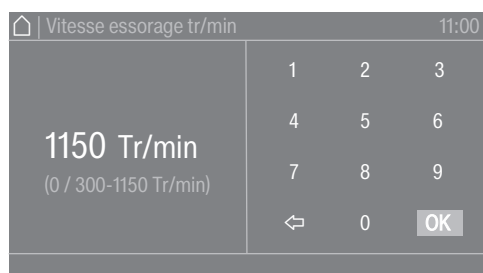 | Vitesse essorage tr/min 11:00
1150 Tr/min
(0 / 300-1150 Tr/min)
1 2 3
4 5 6
7 8 9
0 OK